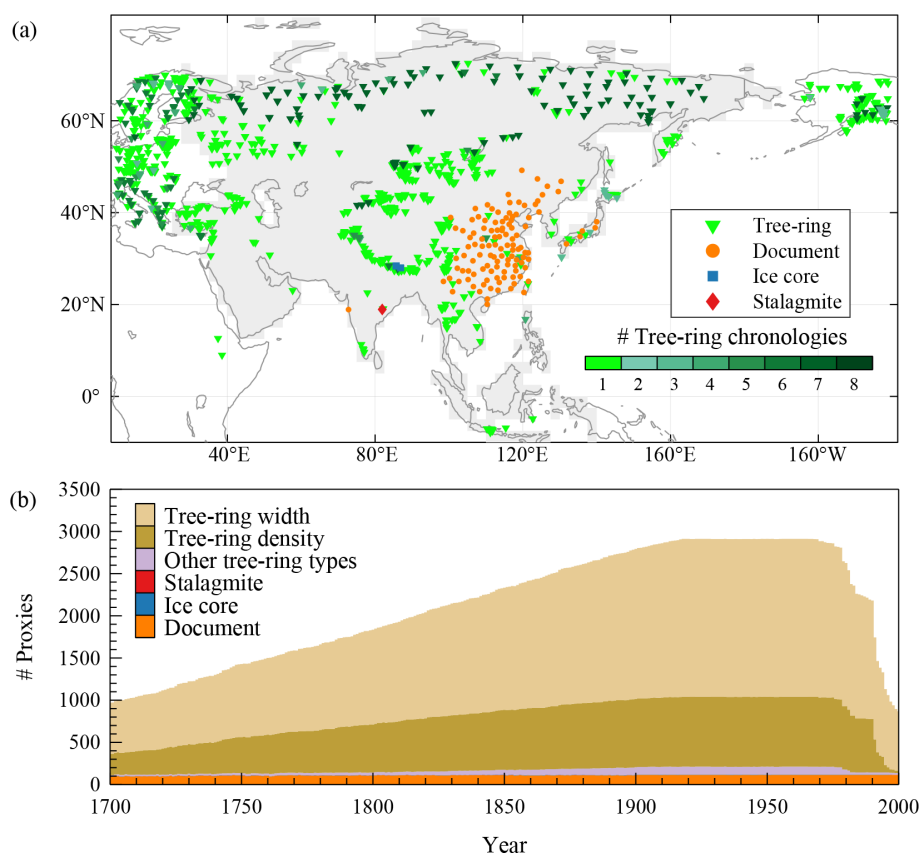 (a)
60°N
40°N
20°N
0°
Tree-ring
Document
Ice core
Stalagmite
# Tree-ring chronologies
1 2 3 4 5 6 7 8
40°E 80°E 120°E 160°E 160°W
(b)
3500
3000
2500
2000
1500
1000
500
0
# Proxies
Tree-ring width
Tree-ring density
Other tree-ring types
Stalagmite
Ice core
Document
1700 1750 1800 1850 1900 1950 2000
Year